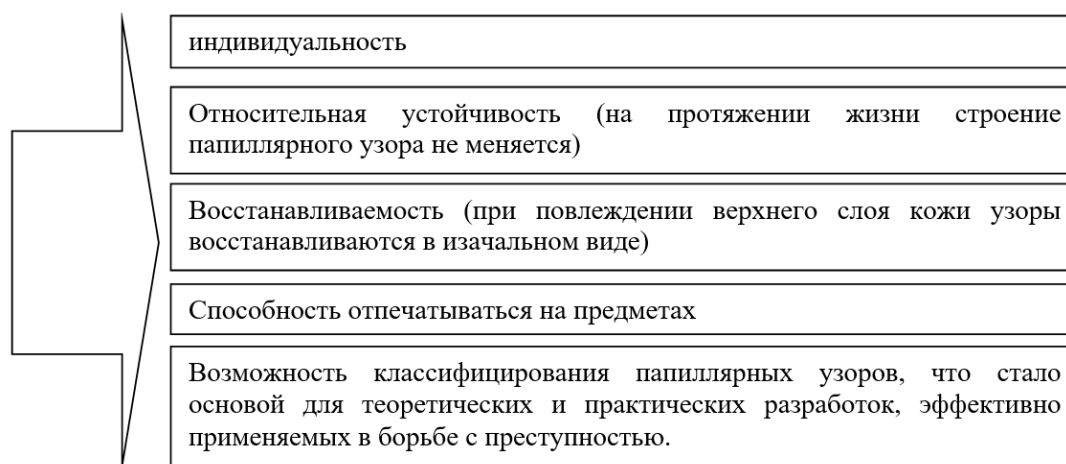 индивидуальность
Относительная устойчивость (на протяжении жизни строение
папиллярного узора не меняется)
Восстанавливаемость (при повлеждении верхнего слоя кожи узоры
восстанавливаются в изачальном виде)
Способность отпечатываться на предметах
Возможность классифицирования папиллярных узоров, что стало
основой для теоретических и практических разработок, эффективно
применяемых в борьбе с преступностью.